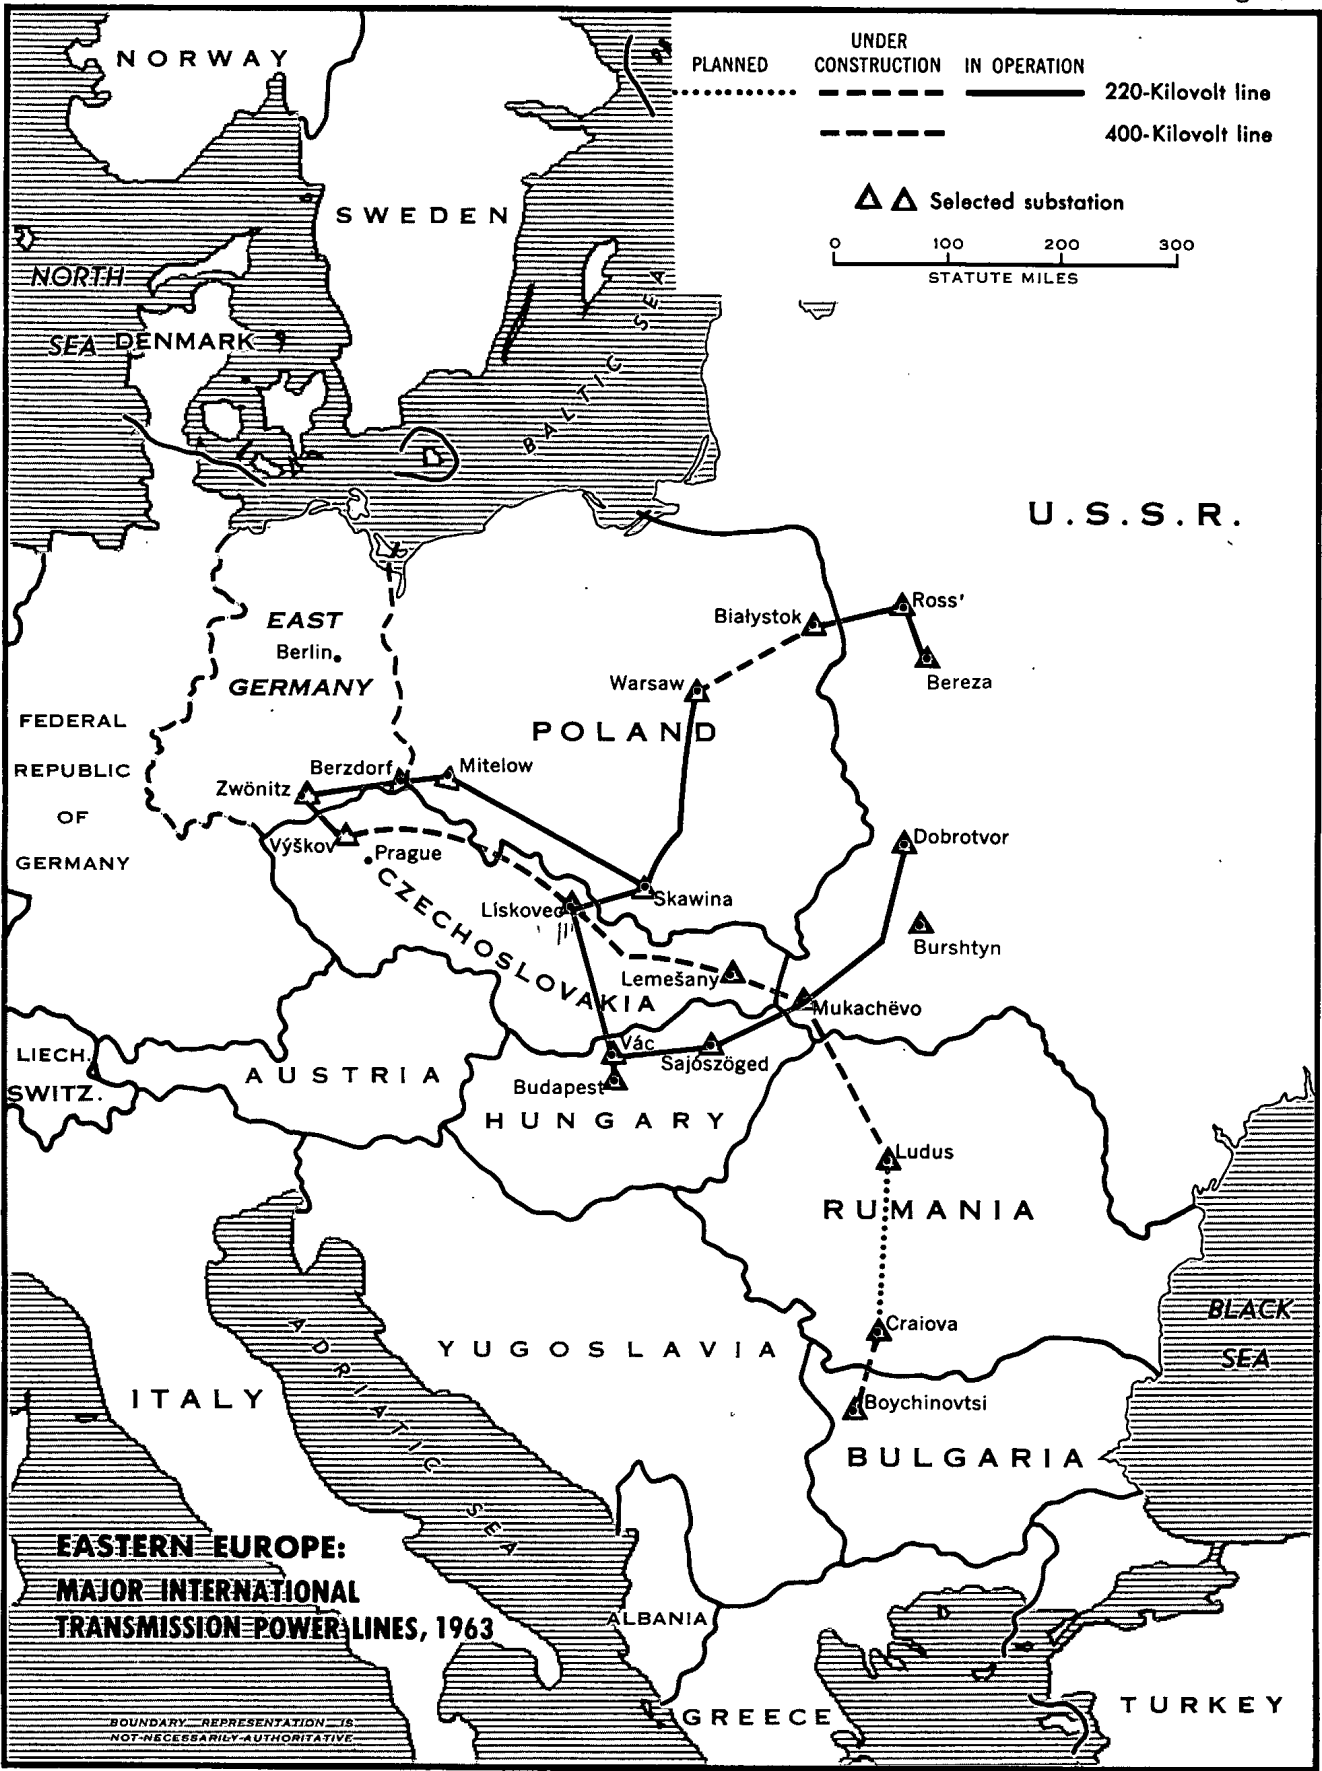 NORWAY
SWEDEN
NORTH
SEA
DENMARK
BALTIC SEA
PLANNED
UNDER
CONSTRUCTION
IN OPERATION
220-Kilovolt line
400-Kilovolt line
Selected substation
0 100 200 300
STATUTE MILES
U.S.S.R.
EAST
Berlin
GERMANY
FEDERAL
REPUBLIC
OF
GERMANY
Białystok
Ross'
Bereza
Warsaw
POLAND
Berzdorf
Mitelow
Zwönitz
Výškov
Prague
CZECHOSLOVAKIA
Dobrotvor
Skawina
Lískovec
Burshtyn
Lemešany
Mukachëvo
Vác
Sajószöged
Budapest
LIECH.
SWITZ.
AUSTRIA
HUNGARY
Ludus
RUMANIA
Craiova
Boychinovtsi
YUGOSLAVIA
BLACK
SEA
ITALY
ADRIATIC SEA
BULGARIA
EASTERN EUROPE:
MAJOR INTERNATIONAL
TRANSMISSION POWER LINES, 1963
ALBANIA
GREECE
TURKEY
BOUNDARY REPRESENTATION IS
NOT NECESSARILY AUTHORITATIVE